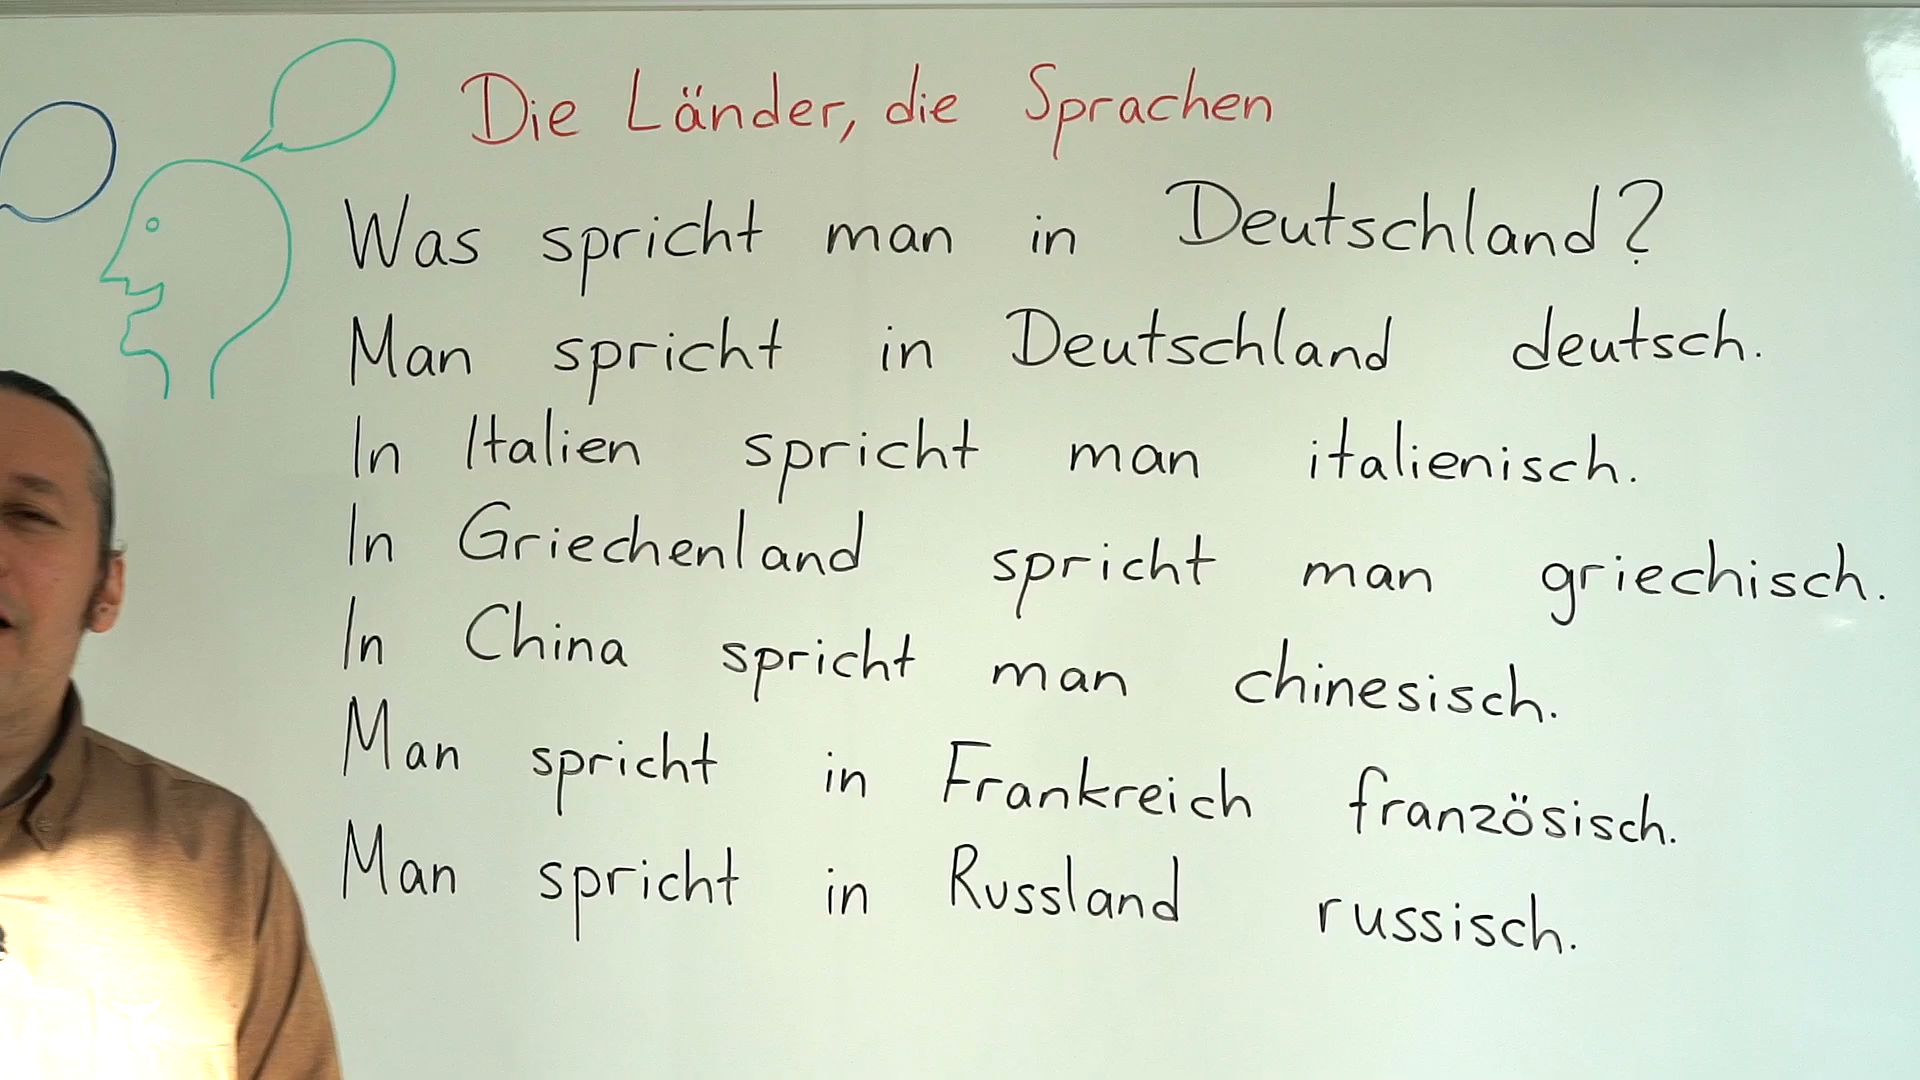 Die Länder, die Sprachen
Was spricht man in Deutschland?
Man spricht in Deutschland deutsch.
In Italien spricht man italienisch.
In Griechenland spricht man griechisch.
In China spricht man chinesisch.
Man spricht in Frankreich französisch.
Man spricht in Russland russisch.